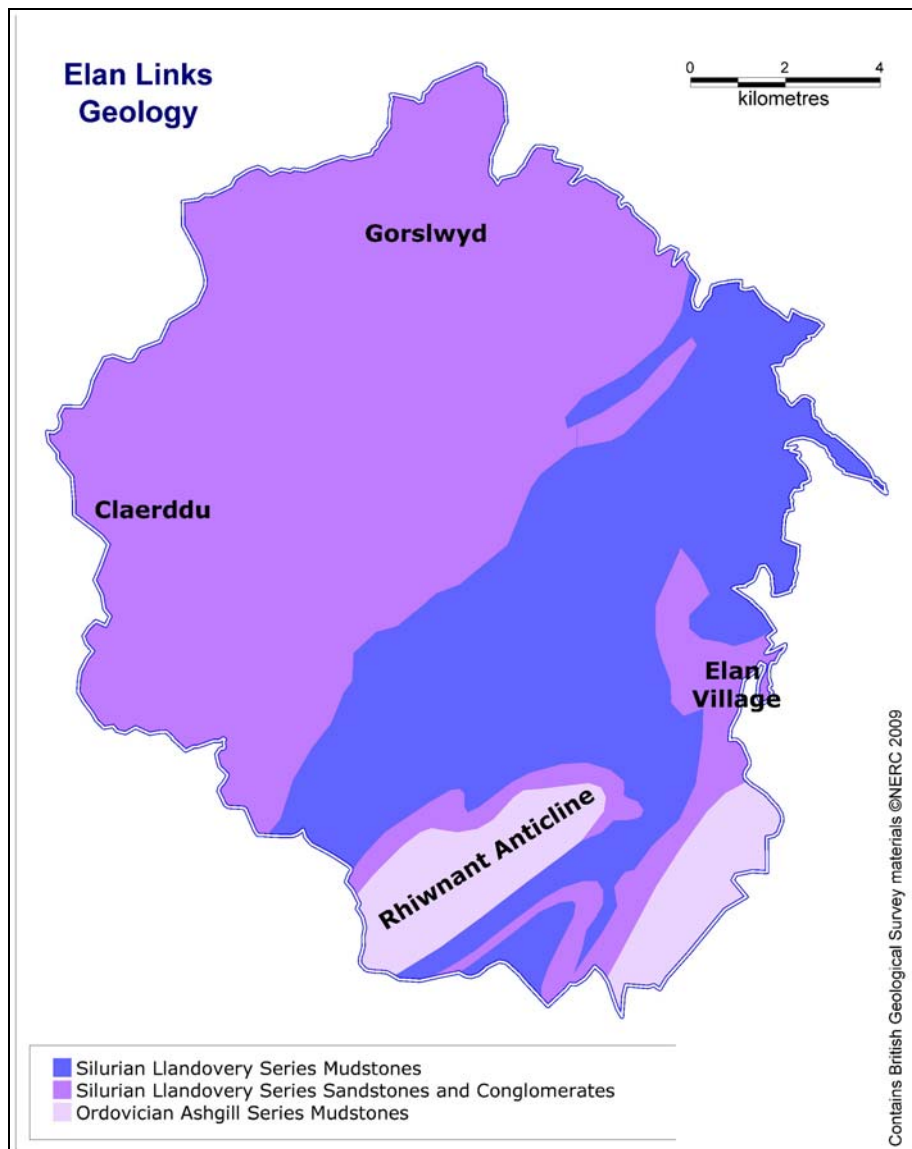 Elan Links
Geology
0 2 4
kilometres
Gorslwyd
Claerddu
Elan
Village
Rhiwnant Anticline
Silurian Llandovery Series Mudstones
Silurian Llandovery Series Sandstones and Conglomerates
Ordovician Ashgill Series Mudstones
Contains British Geological Survey materials ©NERC 2009